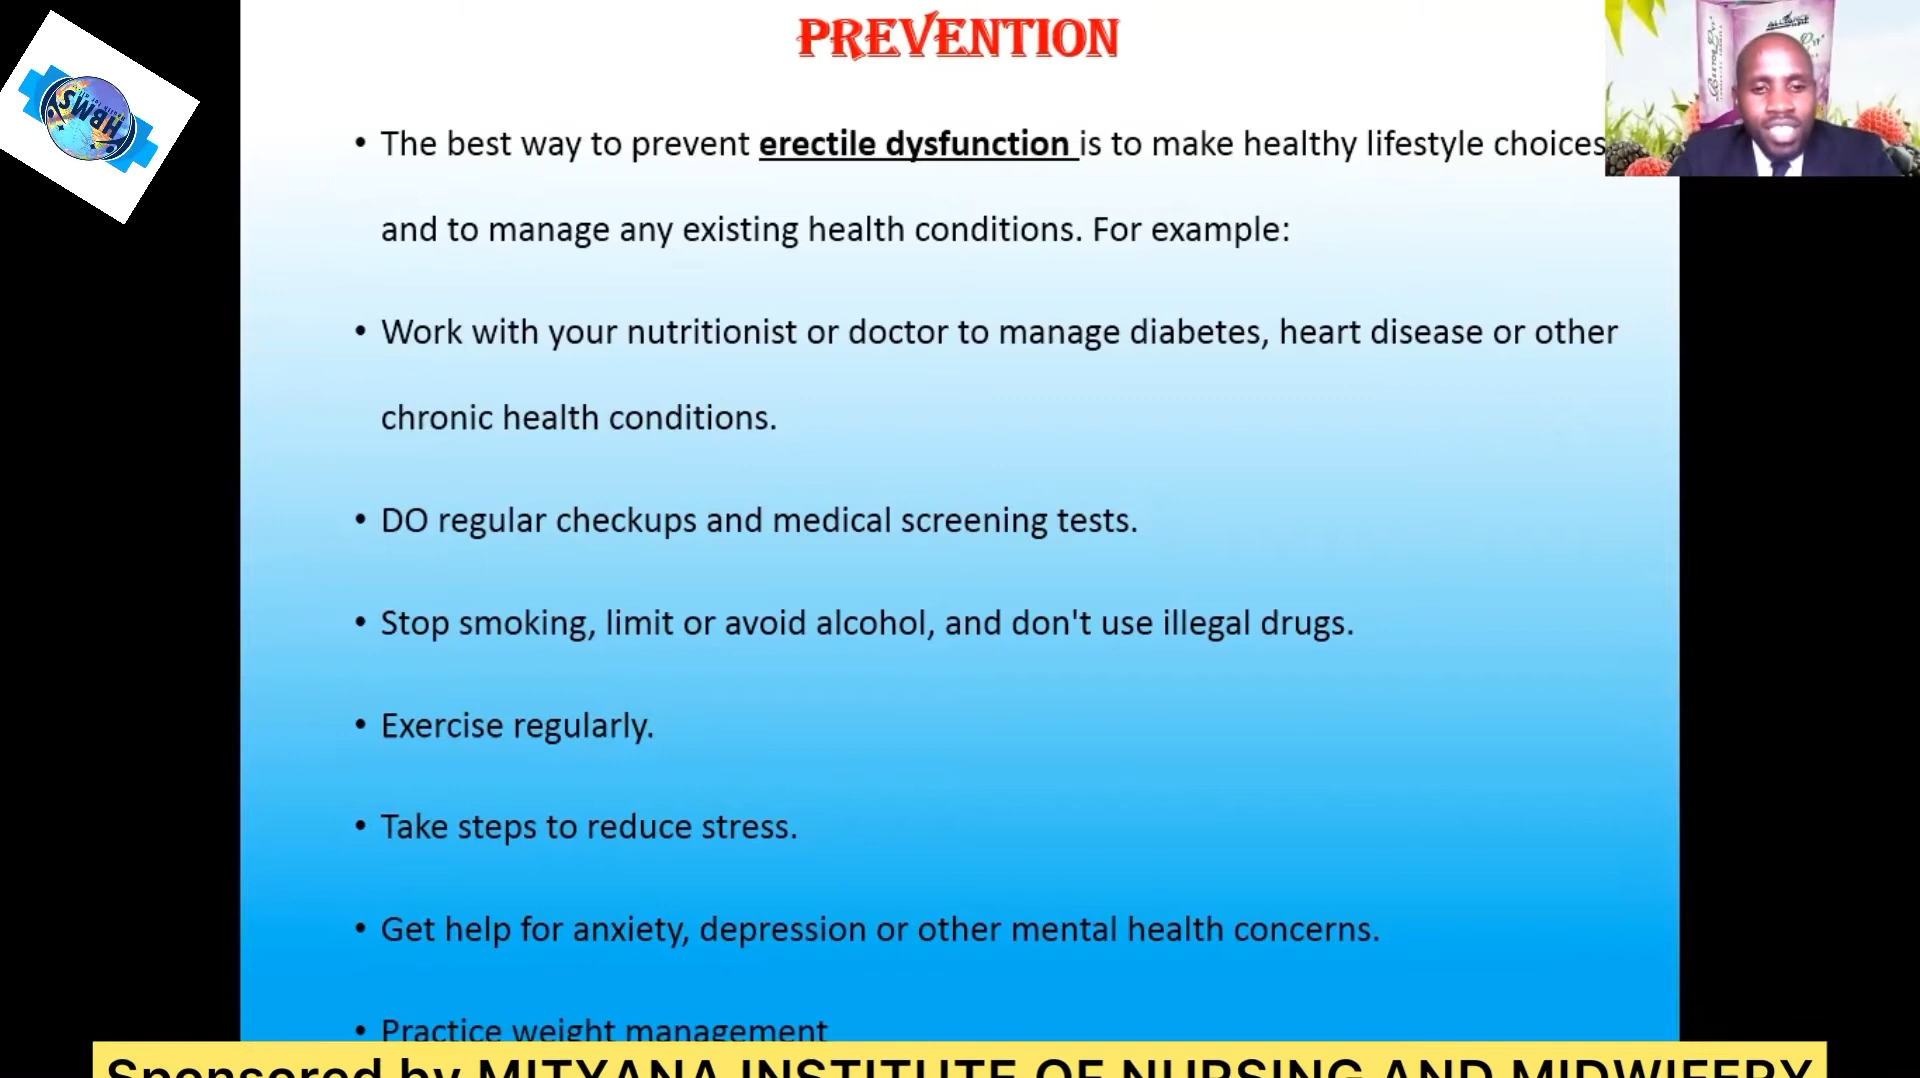 PREVENTION
• The best way to prevent erectile dysfunction is to make healthy lifestyle choices
and to manage any existing health conditions. For example:
• Work with your nutritionist or doctor to manage diabetes, heart disease or other
chronic health conditions.
• DO regular checkups and medical screening tests.
• Stop smoking, limit or avoid alcohol, and don't use illegal drugs.
• Exercise regularly.
• Take steps to reduce stress.
• Get help for anxiety, depression or other mental health concerns.
• Practice weight management
Sponsored by MITYANA INSTITUTE OF NURSING AND MIDWIFERY
HBMS
ALLIANCE